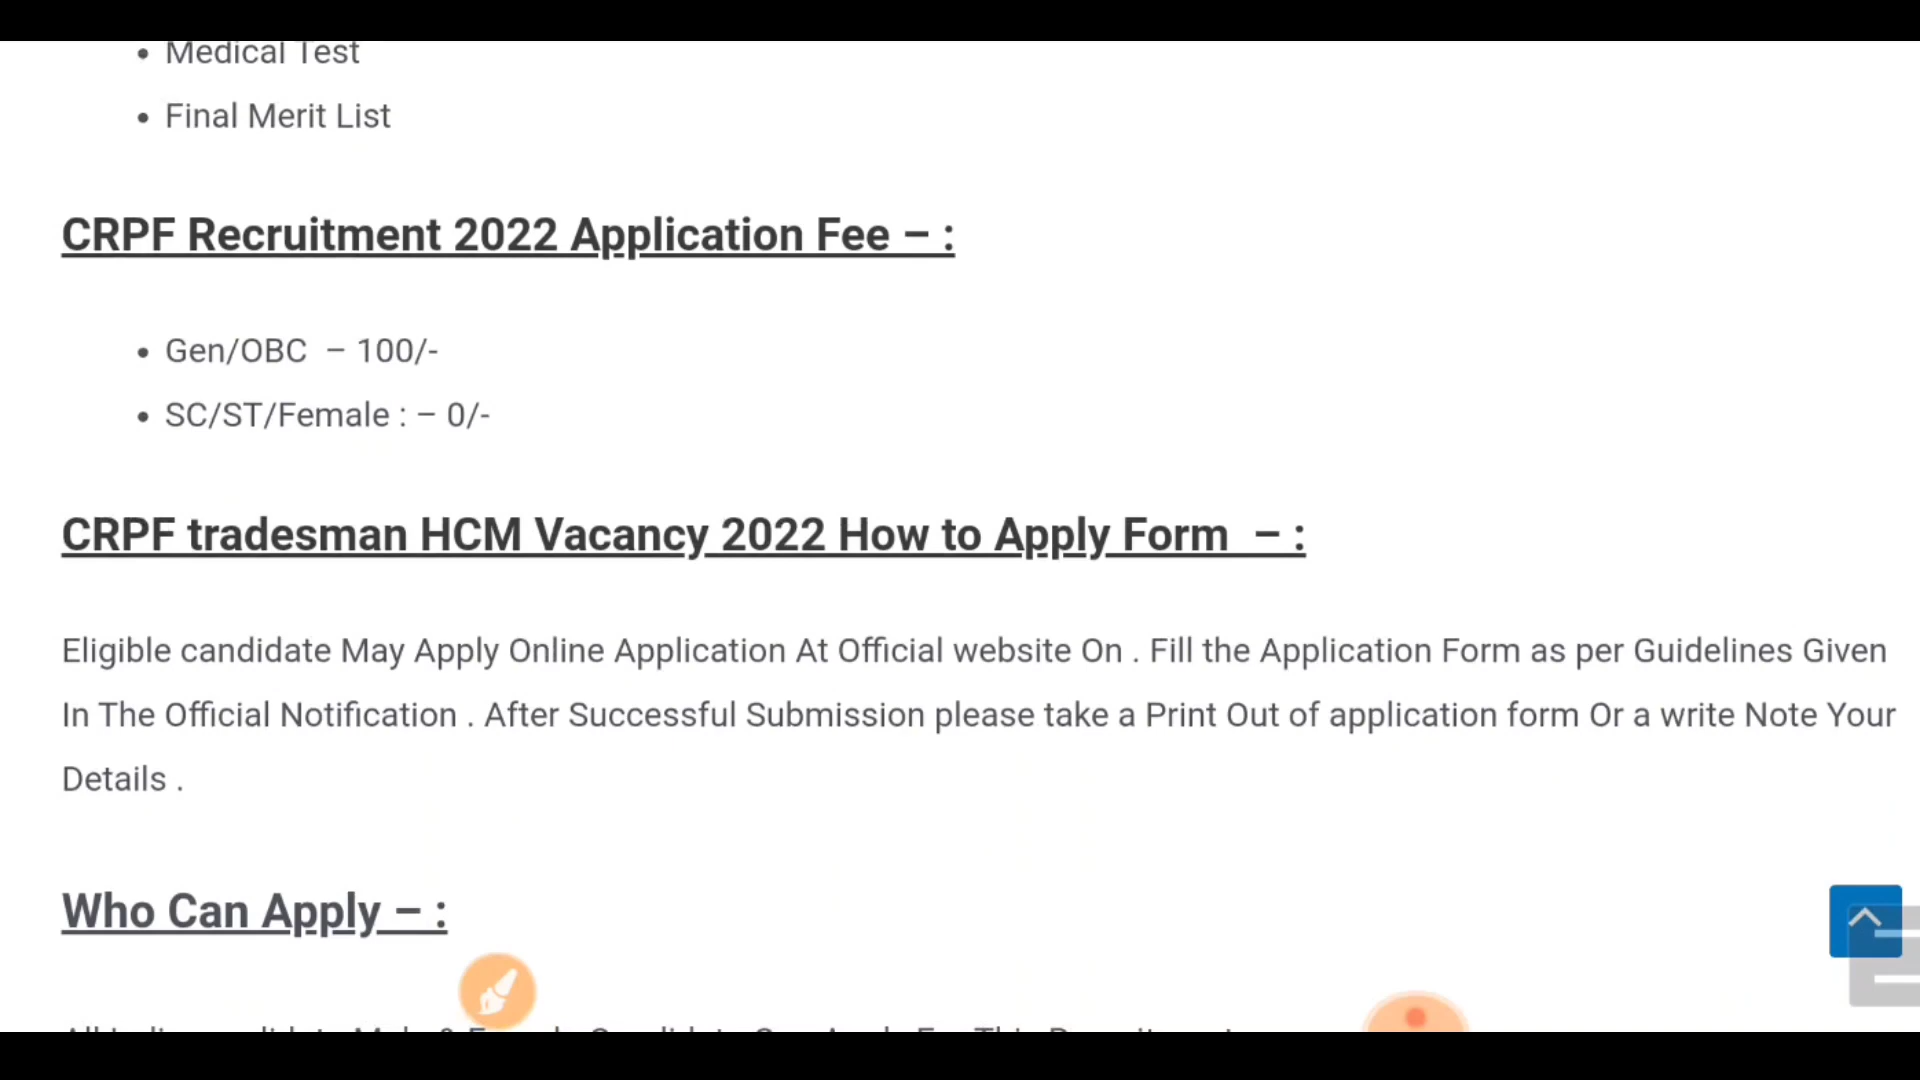 • Medical Test
• Final Merit List
CRPF Recruitment 2022 Application Fee – :
• Gen/OBC – 100/-
• SC/ST/Female : – 0/-
CRPF tradesman HCM Vacancy 2022 How to Apply Form – :
Eligible candidate May Apply Online Application At Official website On . Fill the Application Form as per Guidelines Given
In The Official Notification . After Successful Submission please take a Print Out of application form Or a write Note Your
Details .
Who Can Apply – :